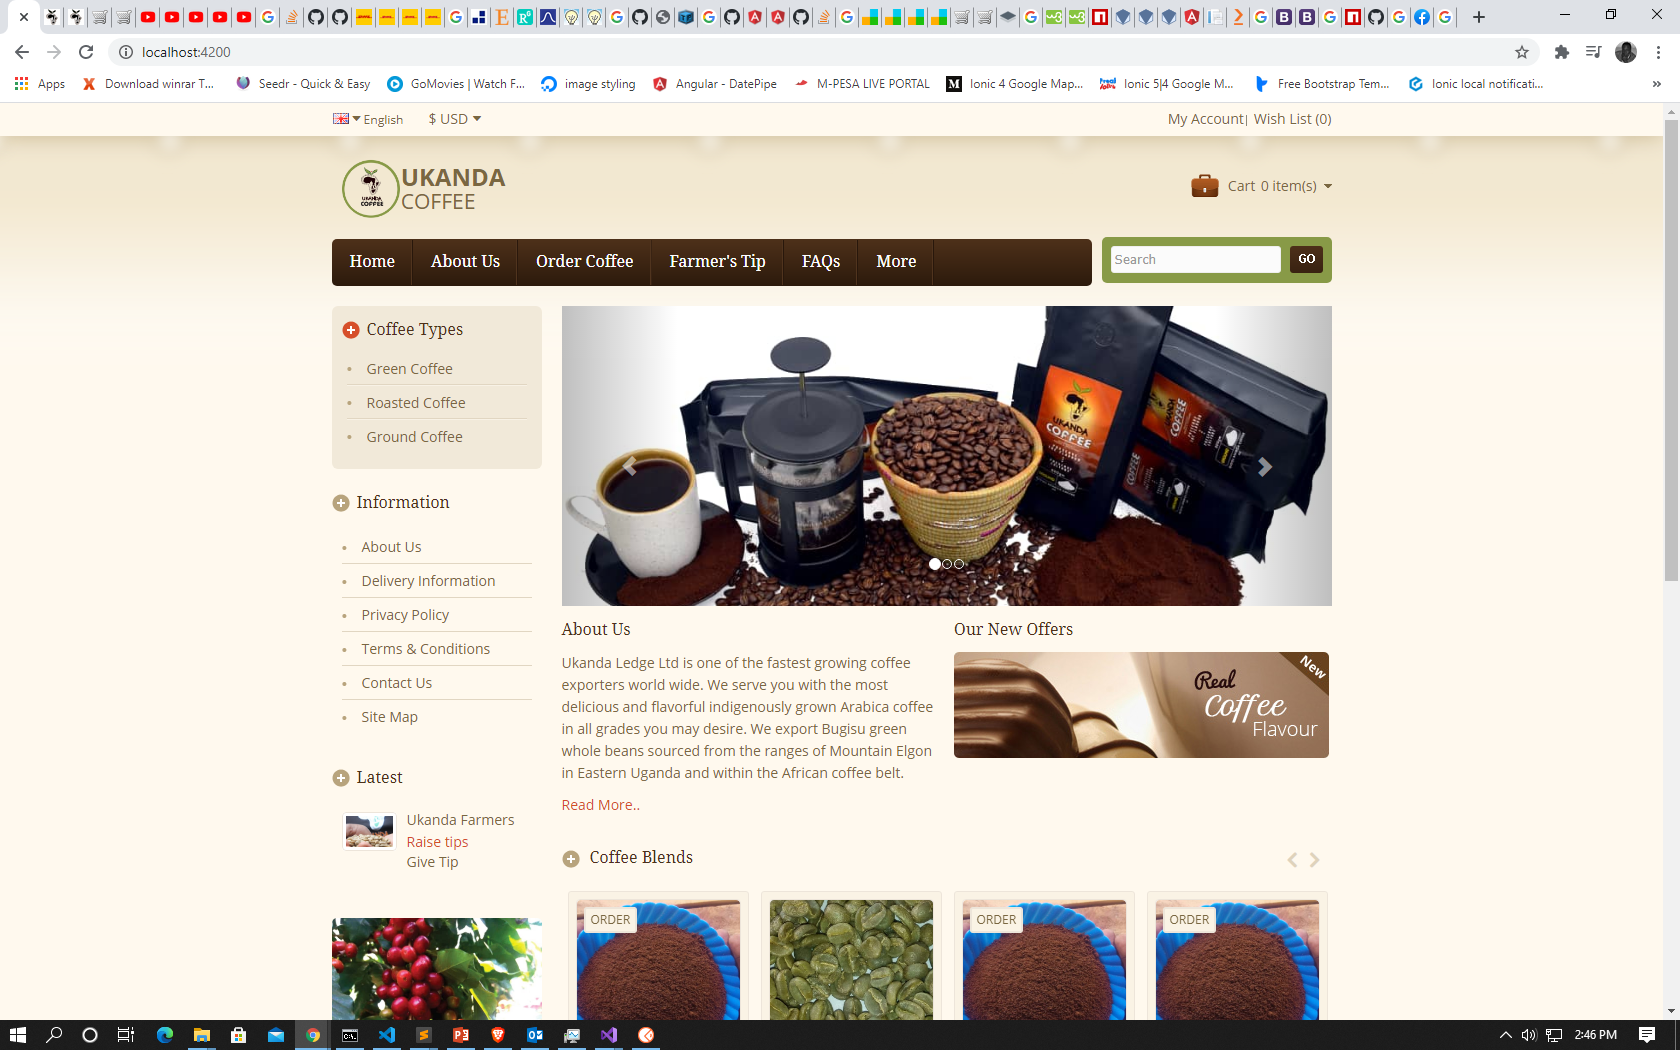 localhost:4200
Apps
Download winrar T...
Seedr - Quick & Easy
GoMovies | Watch F...
image styling
Angular - DatePipe
M-PESA LIVE PORTAL
Ionic 4 Google Map...
Ionic 5|4 Google M...
Free Bootstrap Tem...
Ionic local notificati...
»
English
$ USD
My Account| Wish List (0)
UKANDA
COFFEE
UKANDA
COFFEE
Cart 0 item(s)
Home
About Us
Order Coffee
Farmer's Tip
FAQs
More
Search
GO
Coffee Types
Green Coffee
Roasted Coffee
Ground Coffee
UKANDA
COFFEE
COFFEE
COFFEE
Information
About Us
Delivery Information
Privacy Policy
Terms & Conditions
Contact Us
Site Map
About Us
Ukanda Ledge Ltd is one of the fastest growing coffee
exporters world wide. We serve you with the most
delicious and flavorful indigenously grown Arabica coffee
in all grades you may desire. We export Bugisu green
whole beans sourced from the ranges of Mountain Elgon
in Eastern Uganda and within the African coffee belt.
Read More..
Our New Offers
New
Real
Coffee
Flavour
Latest
Ukanda Farmers
Raise tips
Give Tip
Coffee Blends
ORDER
ORDER
ORDER
2:46 PM